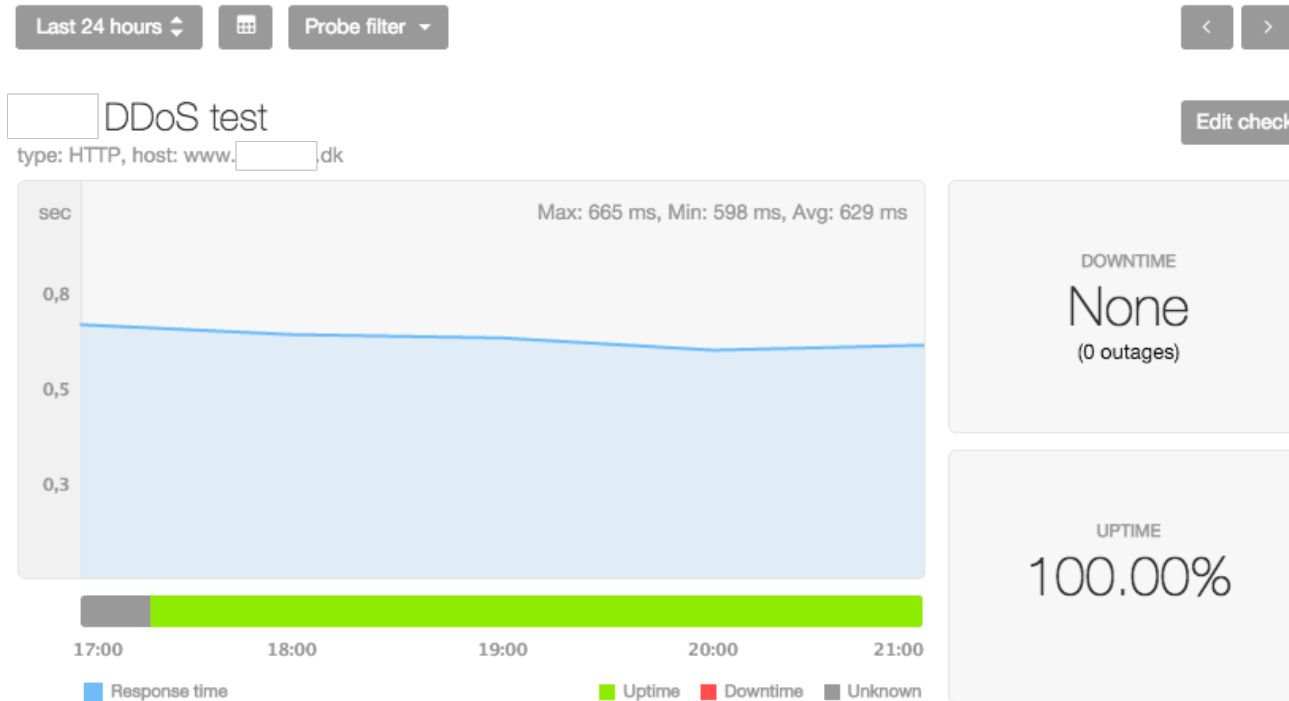 Last 24 hours Probe filter
DDoS test
Edit check
type: HTTP, host: www. .dk
sec
Max: 665 ms, Min: 598 ms, Avg: 629 ms
0,8
0,5
0,3
DOWNTIME
None
(0 outages)
UPTIME
100.00%
17:00 18:00 19:00 20:00 21:00
Response time Uptime Downtime Unknown